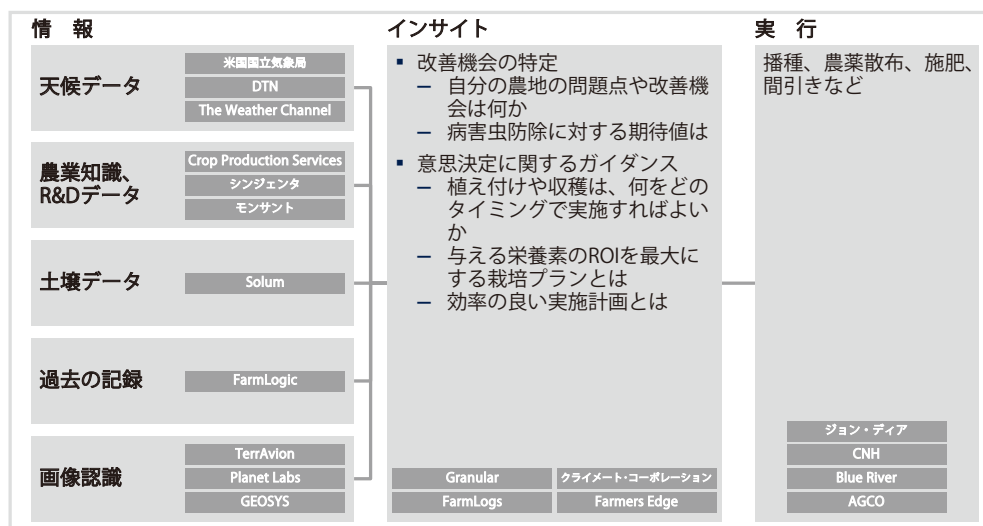 情 報
天候データ
米国国立気象局
DTN
The Weather Channel
農業知識、
R&Dデータ
Crop Production Services
シンジェンタ
モンサント
土壌データ
Solum
過去の記録
FarmLogic
画像認識
TerrAvion
Planet Labs
GEOSYS
インサイト
▪ 改善機会の特定
– 自分の農地の問題点や改善機
会は何か
– 病害虫防除に対する期待値は
▪ 意思決定に関するガイダンス
– 植え付けや収穫は、何をどの
タイミングで実施すればよい
か
– 与える栄養素のROIを最大に
する栽培プランとは
– 効率の良い実施計画とは
Granular
クライメート・コーポレーション
FarmLogs
Farmers Edge
実 行
播種、農薬散布、施肥、
間引きなど
ジョン・ディア
CNH
Blue River
AGCO